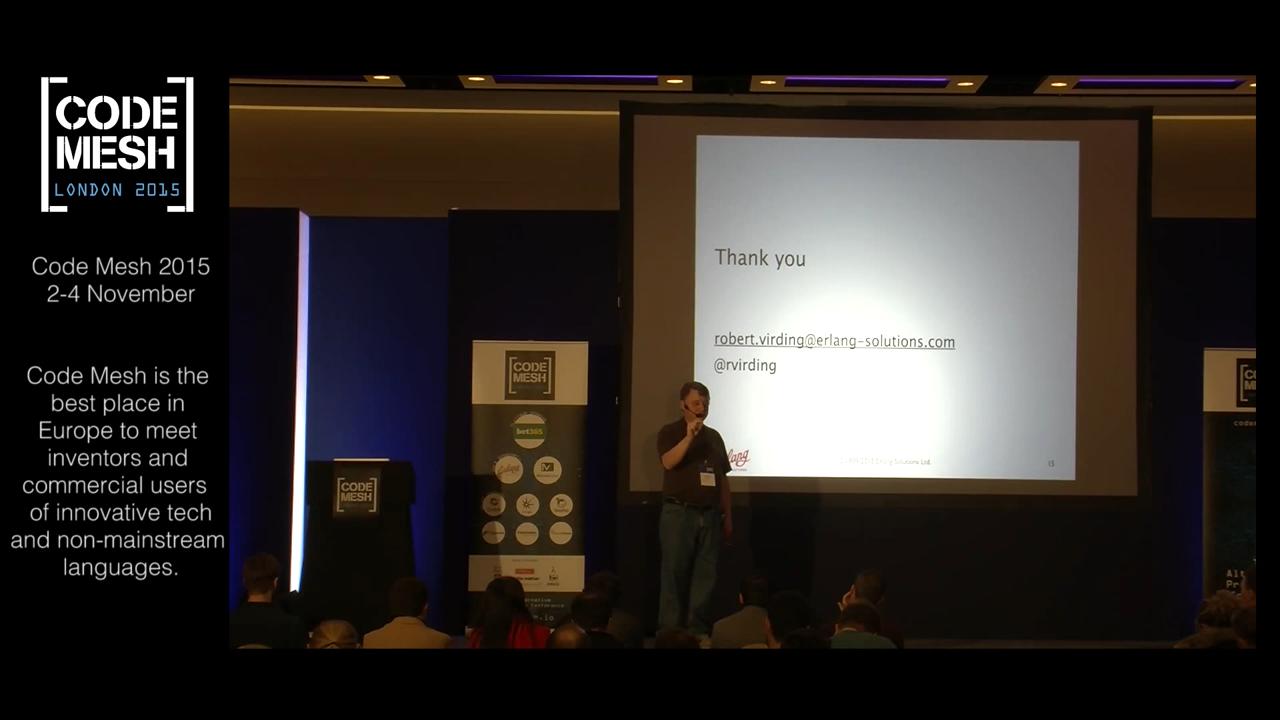 CODE
MESH
LONDON 2015
Code Mesh 2015
2-4 November
Code Mesh is the
best place in
Europe to meet
inventors and
commercial users
of innovative tech
and non-mainstream
languages.
Thank you
robert.virding@erlang-solutions.com
@rvirding
15
CODE
MESH
bet365
CODE
MESH